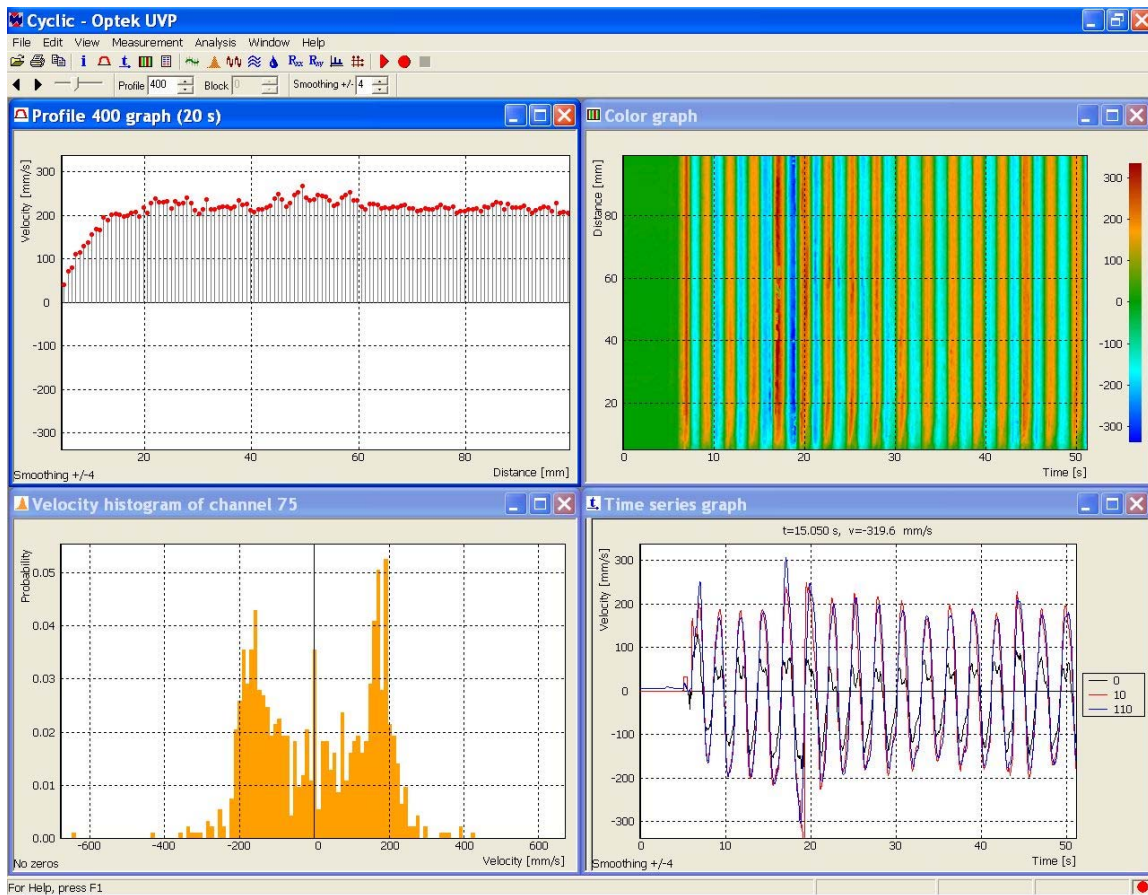 Cyclic - Optek UVP
File Edit View Measurement Analysis Window Help
i t. Rxx Rxy
Profile 400 Block 0 Smoothing +/- 4
Profile 400 graph (20 s)
Velocity [mm/s]
300
200
100
0
-100
-200
-300
20 40 60 80
Smoothing +/-4
Distance [mm]
Color graph
Distance [mm]
80
60
40
20
0 10 20 30 40 50
Time [s]
300
200
100
0
-100
-200
-300
Velocity histogram of channel 75
Probability
0.05
0.04
0.03
0.02
0.01
0.00
-600 -400 -200 0 200 400 600
No zeros
Velocity [mm/s]
t. Time series graph
t=15.050 s, v=-319.6 mm/s
Velocity [mm/s]
300
200
100
0
-100
-200
-300
0 10 20 30 40 50
Smoothing +/-4
Time [s]
0
10
110
For Help, press F1